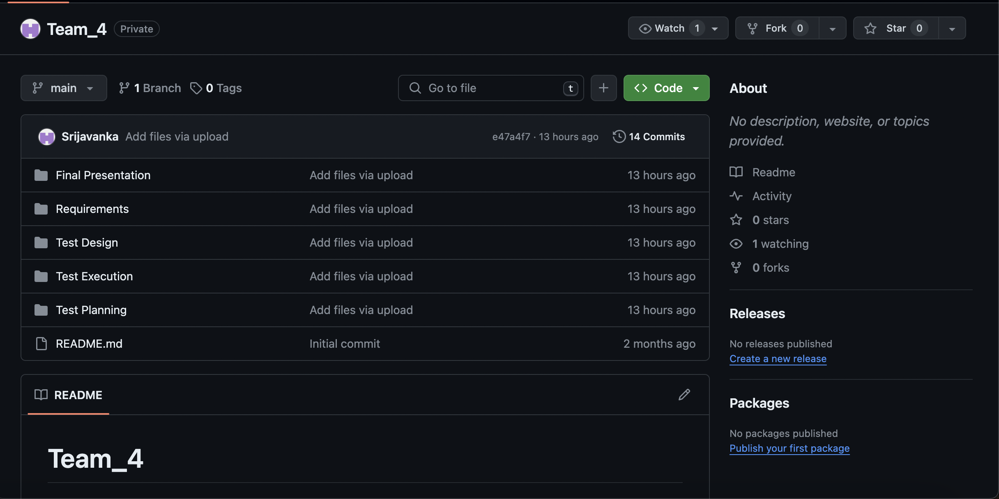 Team_4 Private
Watch 1 Fork 0 Star 0
main 1 Branch 0 Tags Go to file t + Code
Srijavanka Add files via upload e47a4f7 · 13 hours ago 14 Commits
Final Presentation Add files via upload 13 hours ago
Requirements Add files via upload 13 hours ago
Test Design Add files via upload 13 hours ago
Test Execution Add files via upload 13 hours ago
Test Planning Add files via upload 13 hours ago
README.md Initial commit 2 months ago
README
Team_4
About
No description, website, or topics
provided.
Readme
Activity
0 stars
1 watching
0 forks
Releases
No releases published
Create a new release
Packages
No packages published
Publish your first package